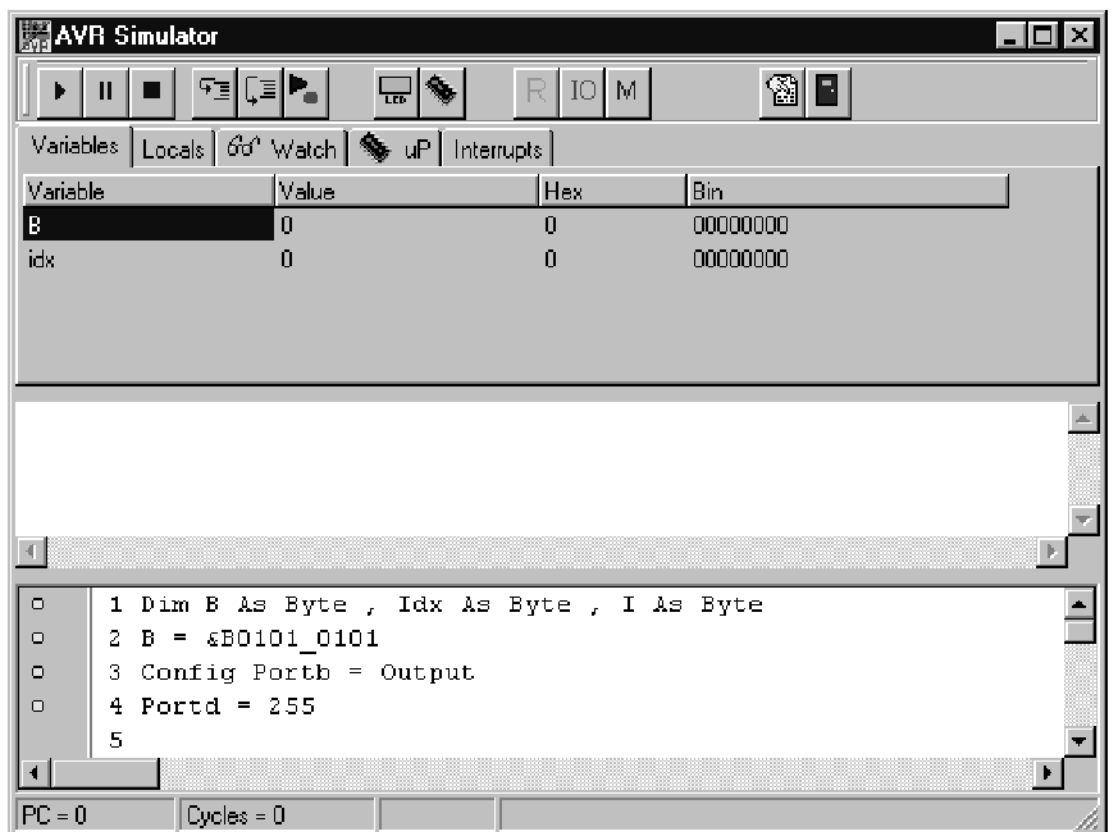 AVR Simulator
LCD R IO M
Variables Locals Watch uP Interrupts
Variable Value Hex Bin
B 0 0 00000000
idx 0 0 00000000
1 Dim B As Byte , Idx As Byte , I As Byte
2 B = &B0101_0101
3 Config Portb = Output
4 Portd = 255
5
PC = 0 Cycles = 0